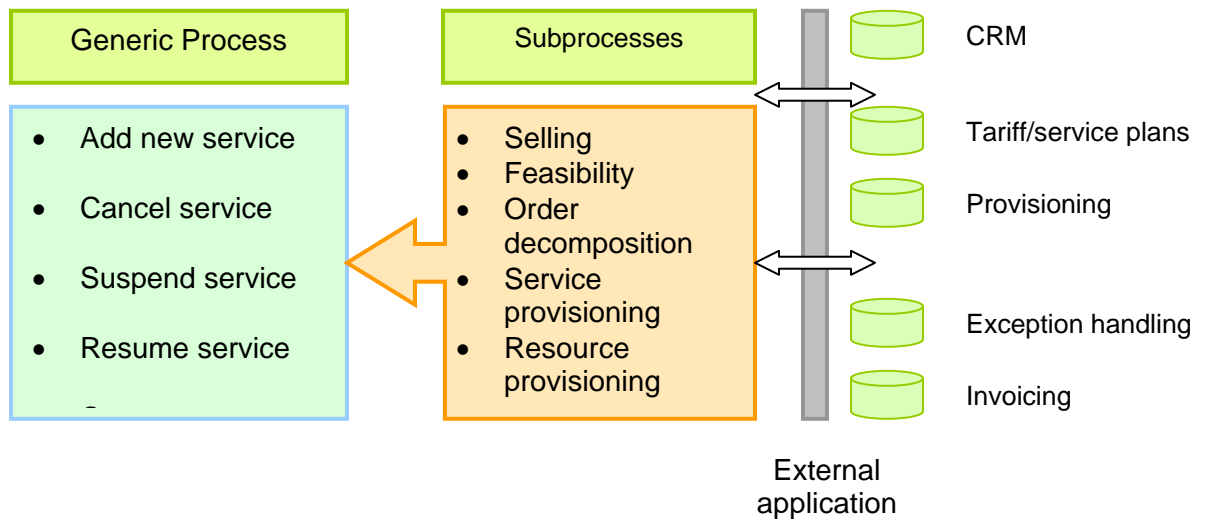 Generic Process
Subprocesses
• Add new service
• Cancel service
• Suspend service
• Resume service
• Selling
• Feasibility
• Order
decomposition
• Service
provisioning
• Resource
provisioning
CRM
Tariff/service plans
Provisioning
Exception handling
Invoicing
External
application